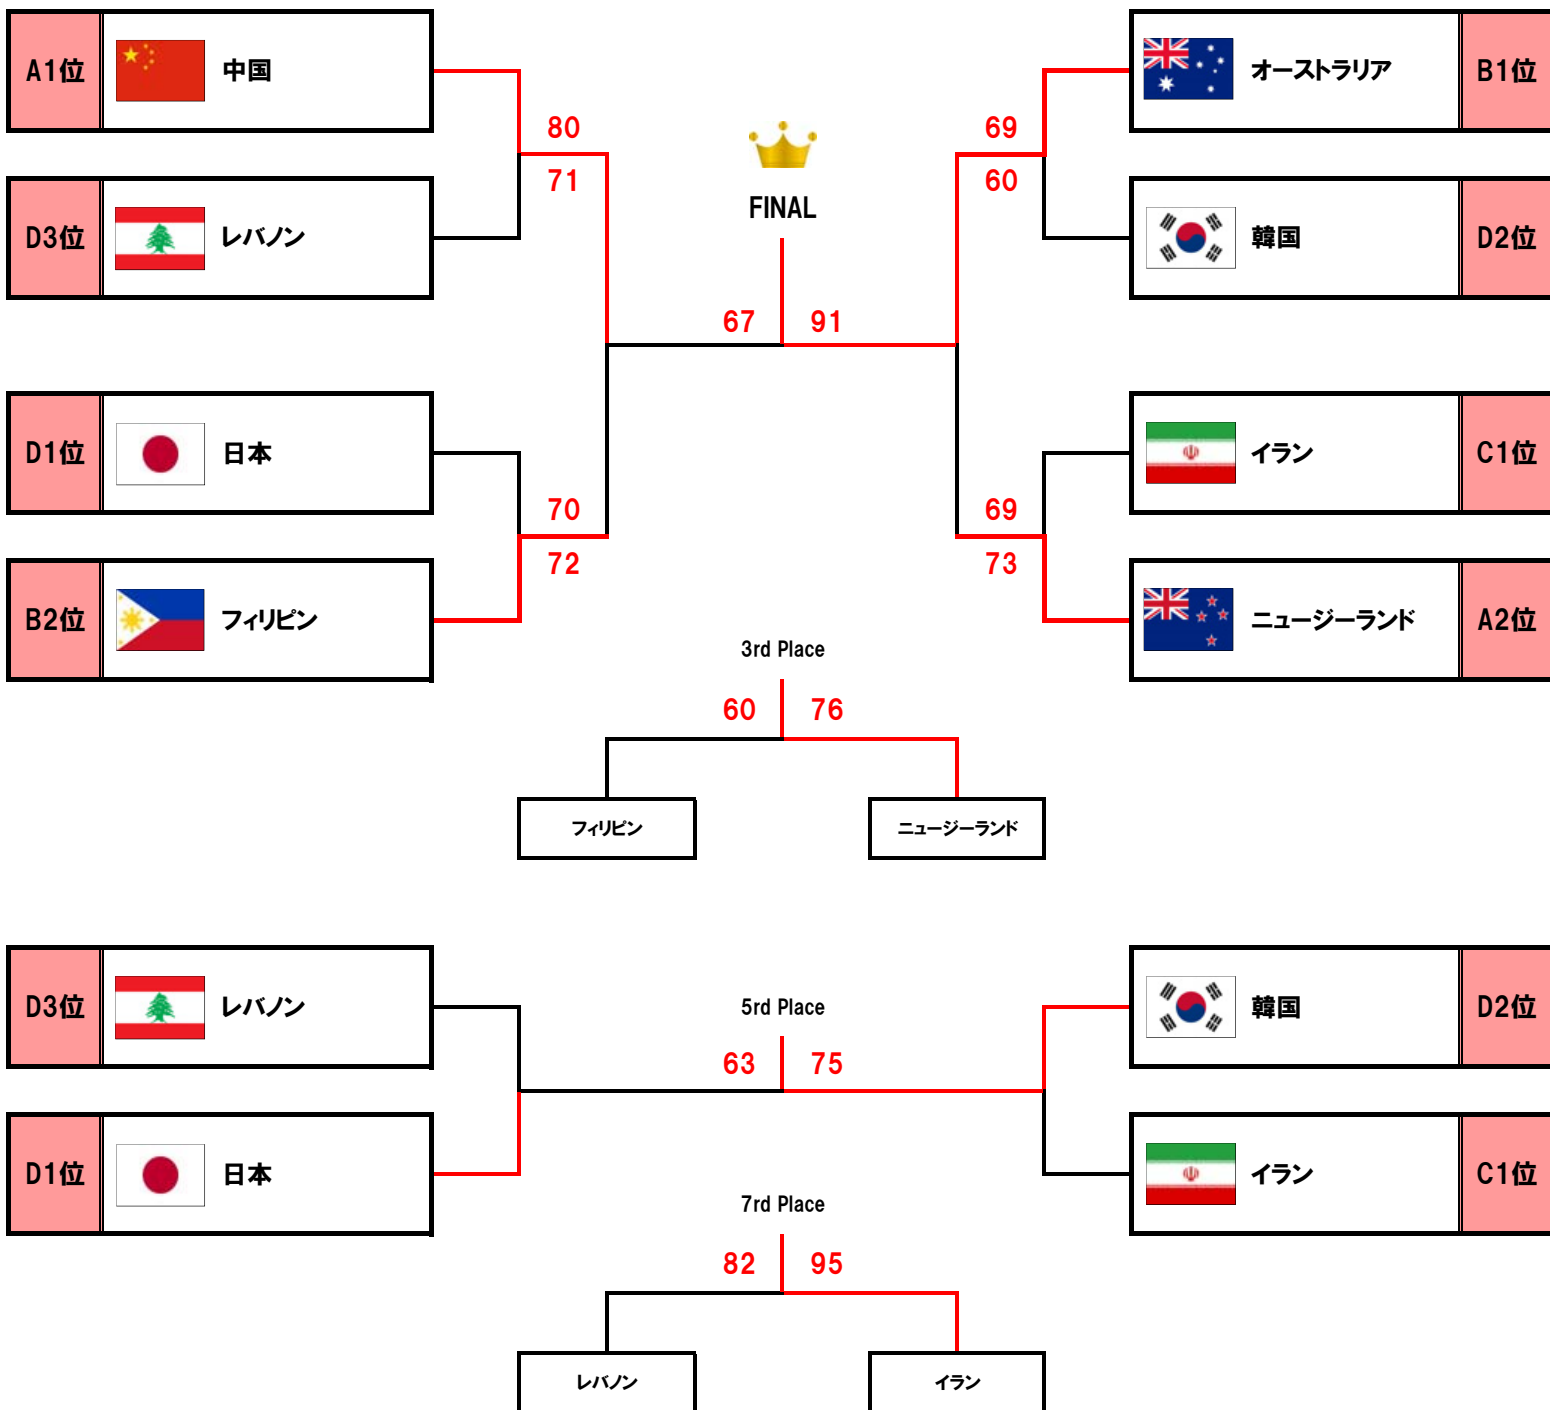 A1位 中国
オーストラリア B1位
80
69
71
60
FINAL
D3位 レバノン
韓国 D2位
67 91
D1位 日本
イラン C1位
70
69
72
73
B2位 フィリピン
ニュージーランド A2位
3rd Place
60 76
フィリピン
ニュージーランド
D3位 レバノン
韓国 D2位
5rd Place
63 75
D1位 日本
イラン C1位
7rd Place
82 95
レバノン
イラン